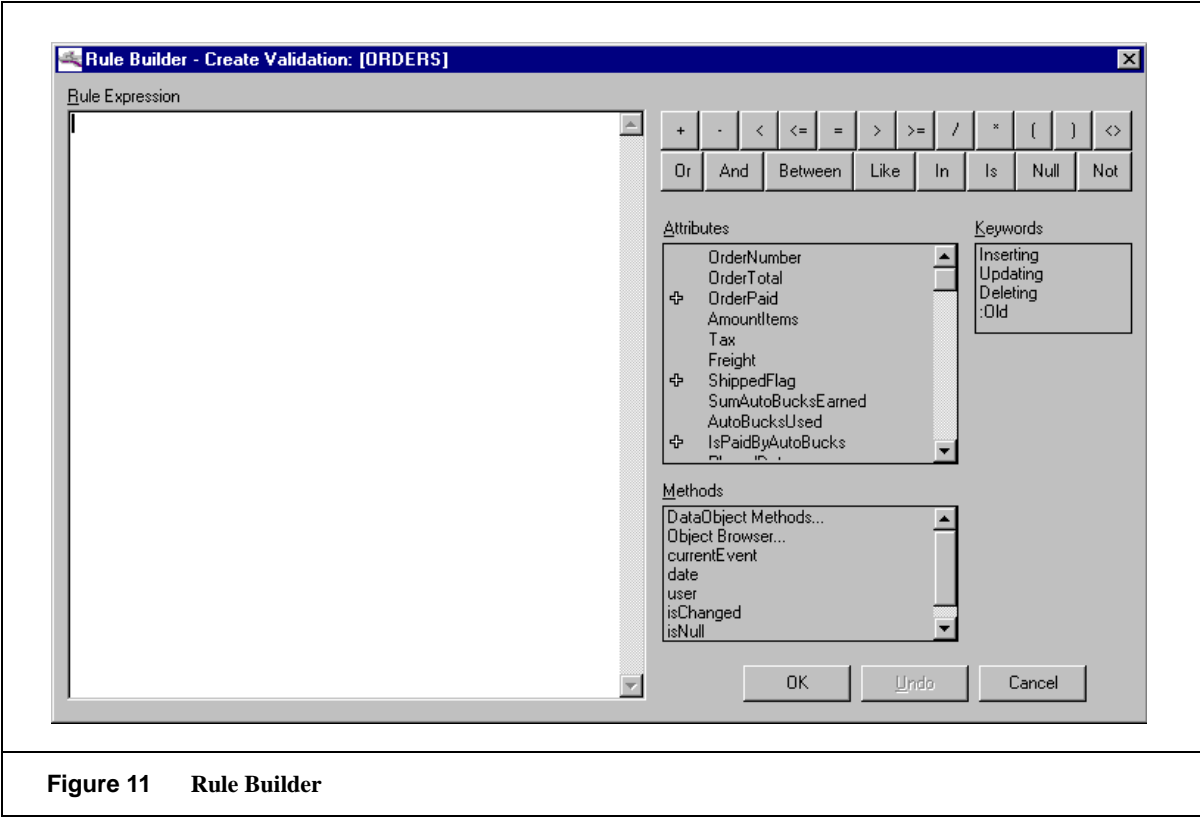 Rule Builder - Create Validation: [ORDERS]
Rule Expression
+ - < <= = > >= / * ( ) <>
Or And Between Like In Is Null Not
Attributes
OrderNumber
OrderTotal
OrderPaid
AmountItems
Tax
Freight
ShippedFlag
SumAutoBucksEarned
AutoBucksUsed
IsPaidByAutoBucks
Keywords
Inserting
Updating
Deleting
:Old
Methods
DataObject Methods...
Object Browser...
currentEvent
date
user
isChanged
isNull
OK Undo Cancel
Figure 11 Rule Builder